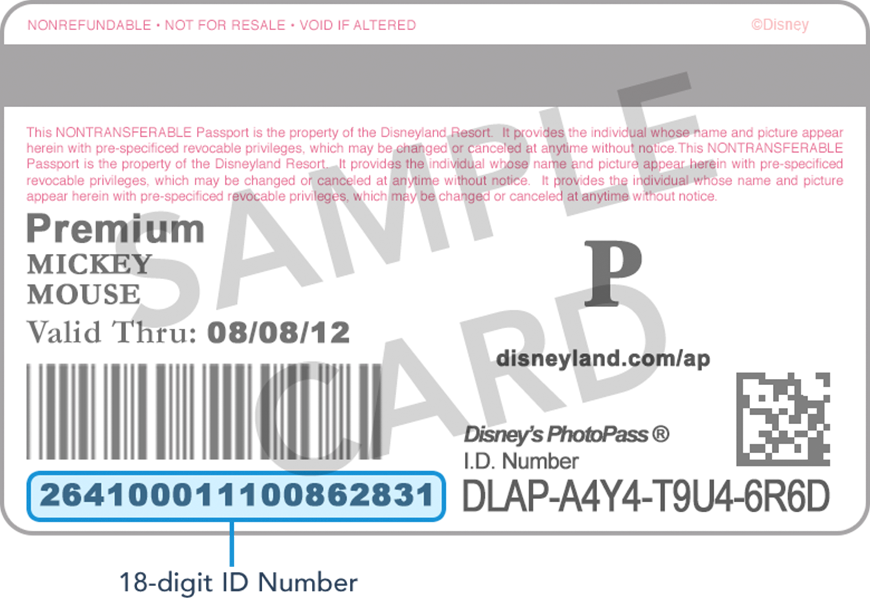 NONREFUNDABLE • NOT FOR RESALE • VOID IF ALTERED ©Disney
This NONTRANSFERABLE Passport is the property of the Disneyland Resort. It provides the individual whose name and picture appear
herein with pre-specificed revocable privileges, which may be changed or canceled at anytime without notice.This NONTRANSFERABLE
Passport is the property of the Disneyland Resort. It provides the individual whose name and picture appear herein with pre-specificed
revocable privileges, which may be changed or canceled at anytime without notice. It provides the individual whose name and picture
appear herein with pre-specificed revocable privileges, which may be changed or canceled at anytime without notice.
SAMPLE
CARD
Premium
MICKEY
MOUSE
Valid Thru: 08/08/12
P
disneyland.com/ap
Disney's PhotoPass ®
I.D. Number
264100011100862831
DLAP-A4Y4-T9U4-6R6D
18-digit ID Number